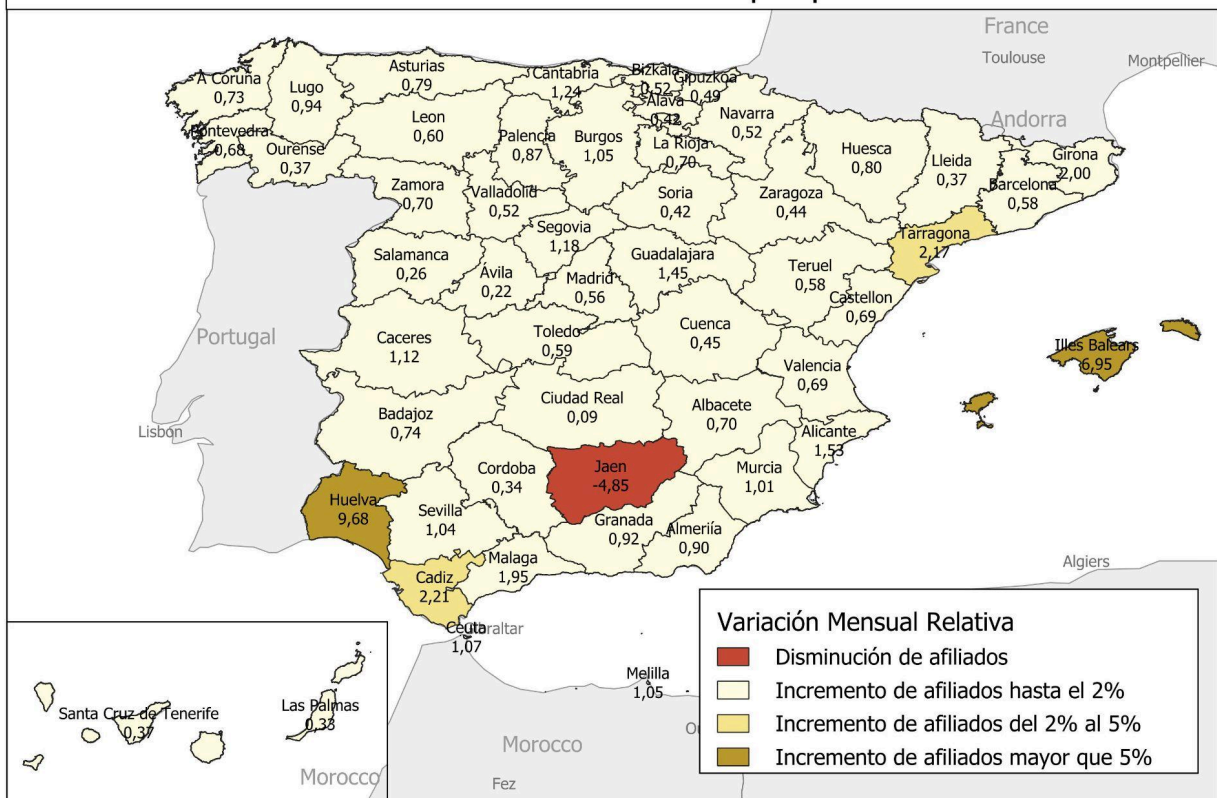 France
Toulouse
Montpellier
Andorra
A Coruña
0,73
Lugo
0,94
Asturias
0,79
Cantabria
1,24
Bizkaia
0,52
Gipuzkoa
0,49
Alava
0,42
Navarra
0,52
Pontevedra
0,68
Ourense
0,37
Leon
0,60
Palencia
0,87
Burgos
1,05
La Rioja
0,70
Huesca
0,80
Lleida
0,37
Girona
2,00
Barcelona
0,58
Zamora
0,70
Valladolid
0,52
Soria
0,42
Zaragoza
0,44
Tarragona
2,17
Segovia
1,18
Salamanca
0,26
Ávila
0,22
Madrid
0,56
Guadalajara
1,45
Teruel
0,58
Castellon
0,69
Portugal
Caceres
1,12
Toledo
0,59
Cuenca
0,45
Valencia
0,69
Illes Balears
6,95
Lisbon
Badajoz
0,74
Ciudad Real
0,09
Albacete
0,70
Alicante
1,53
Huelva
9,68
Sevilla
1,04
Cordoba
0,34
Jaen
-4,85
Murcia
1,01
Granada
0,92
Almeriía
0,90
Cadiz
2,21
Malaga
1,95
Algiers
Ceuta
1,07
Gibraltar
Melilla
1,05
Santa Cruz de Tenerife
0,37
Las Palmas
0,33
Morocco
Morocco
Fez
Variación Mensual Relativa
Disminución de afiliados
Incremento de afiliados hasta el 2%
Incremento de afiliados del 2% al 5%
Incremento de afiliados mayor que 5%